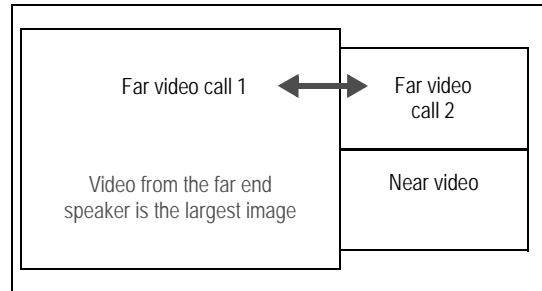 Far video call 1
Far video
call 2
Video from the far end
speaker is the largest image
Near video